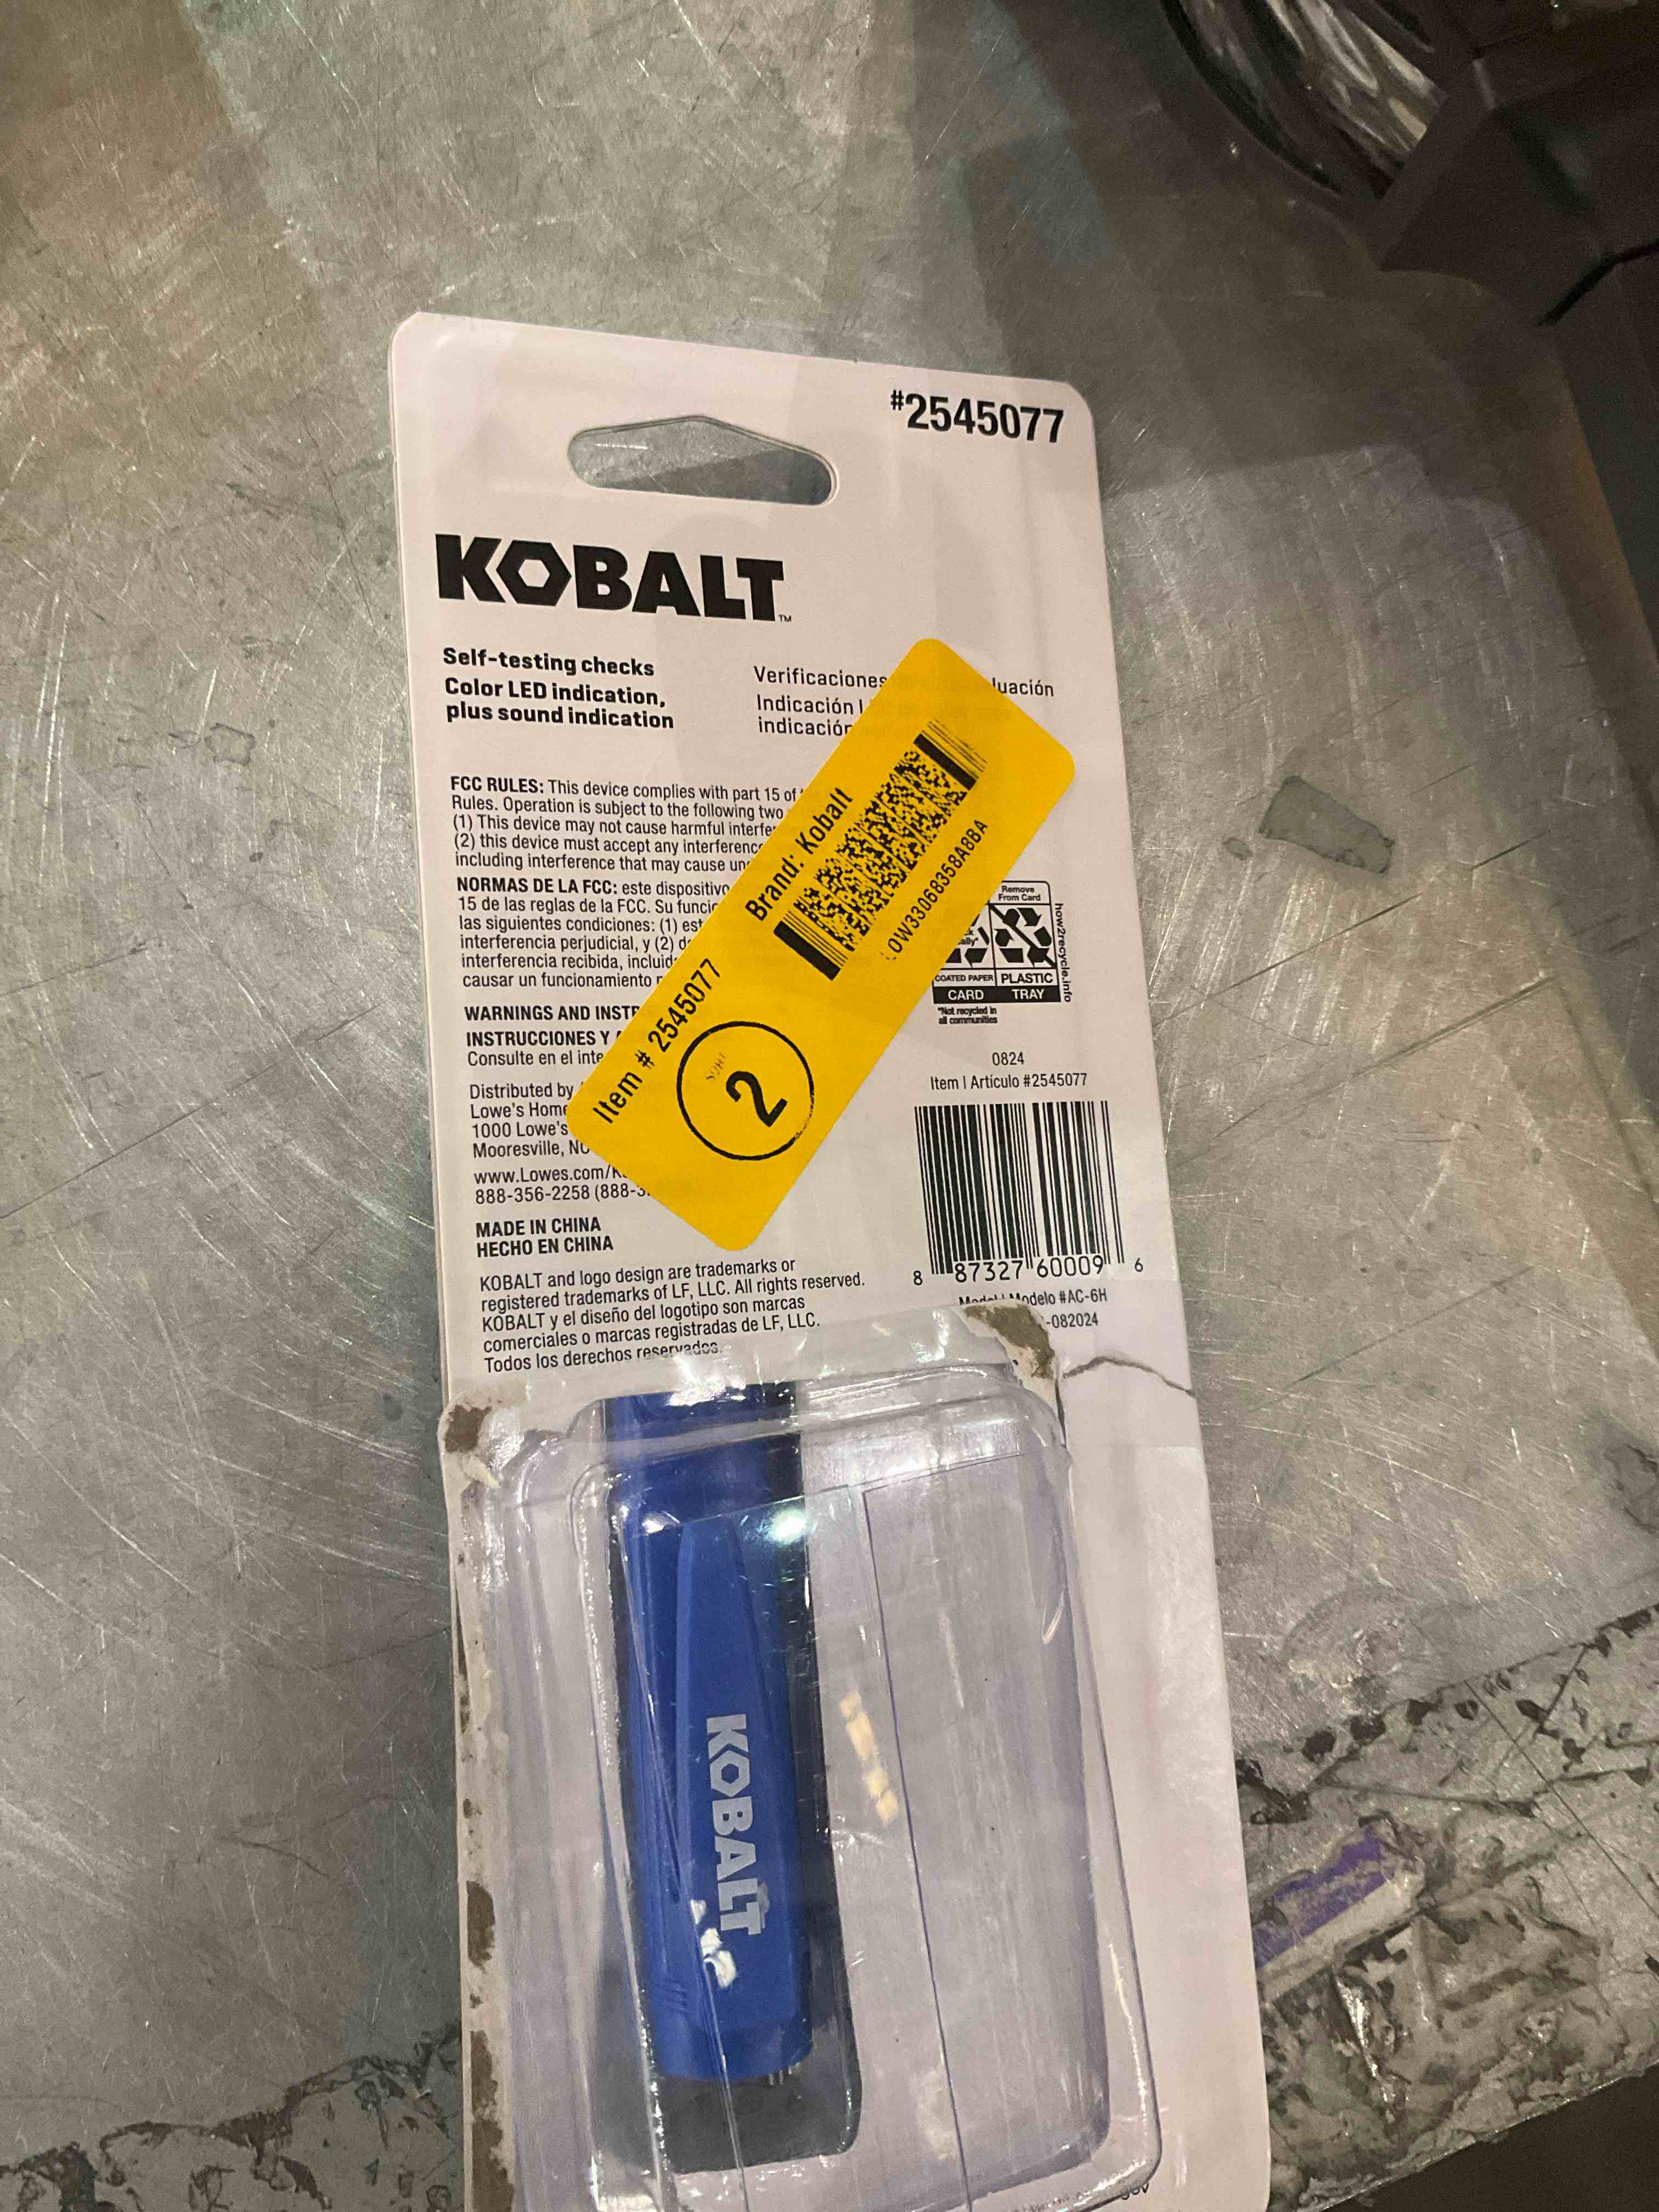 #2545077
KOBALT™
Self-testing checks
Color LED indication,
plus sound indication
Verificaciones
Indicación
indicación
FCC RULES: This device complies with part 15 of
Rules. Operation is subject to the following two
(1) This device may not cause harmful
(2) this device must accept any
including interference that may cause
NORMAS DE LA FCC: este dispositivo
15 de las reglas de la FCC. Su
las siguientes condiciones: (1)
interferencia perjudicial, y (2)
interferencia recibida,
causar un funcionamiento
WARNINGS AND
INSTRUCCIONES Y
Consulte en el
Distributed by
Lowe's
1000 Lowe's
Mooresville,
www.Lowes.com/
888-356-2258
MADE IN CHINA
HECHO EN CHINA
KOBALT and logo design are trademarks or
registered trademarks of LF, LLC. All rights reserved.
KOBALT y el diseño del logotipo son marcas
comerciales o marcas registradas de LF, LLC.
Todos los derechos reservados.
Item # 2545077
Brand: Kobalt
LOW33068358A8BA
SORT
2
Remove
From Card
COATED PAPER
PLASTIC
CARD
TRAY
*Not recycled in
all communities
how2recycle.info
0824
Item | Artículo #2545077
8 87327 60009 6
Model | Modelo #AC-6H
-082024
KOBALT